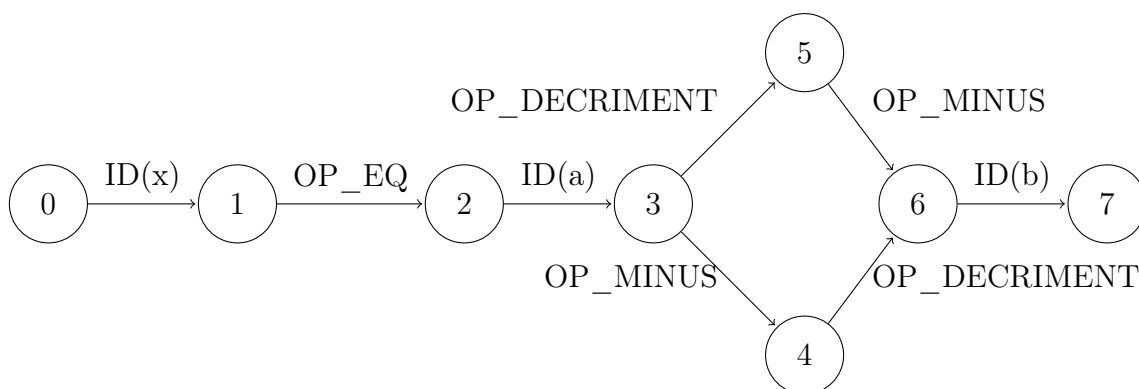 5
OP_DECRIMENT
OP_MINUS
ID(x)
OP_EQ
ID(a)
ID(b)
0
1
2
3
6
7
OP_MINUS
OP_DECRIMENT
4